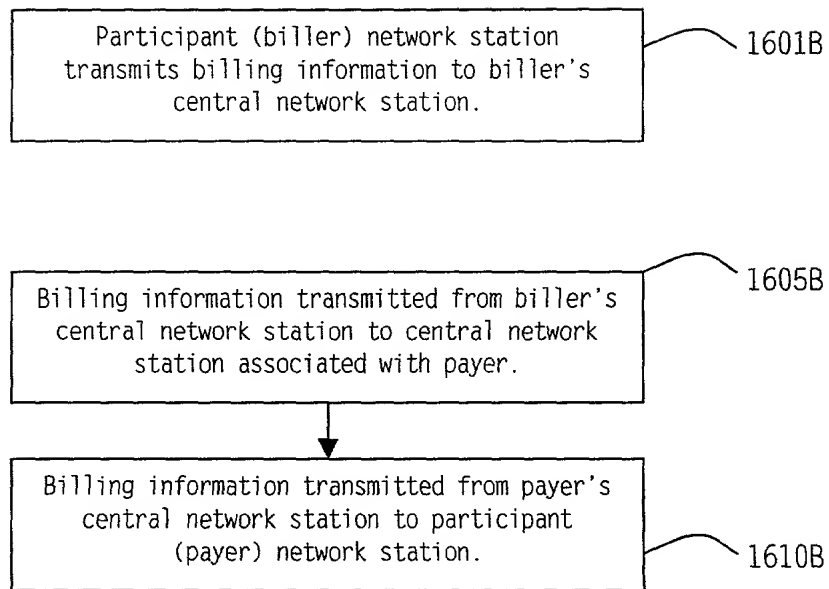 Participant (biller) network station
transmits billing information to biller's
central network station.
1601B
Billing information transmitted from biller's
central network station to central network
station associated with payer.
1605B
Billing information transmitted from payer's
central network station to participant
(payer) network station.
1610B